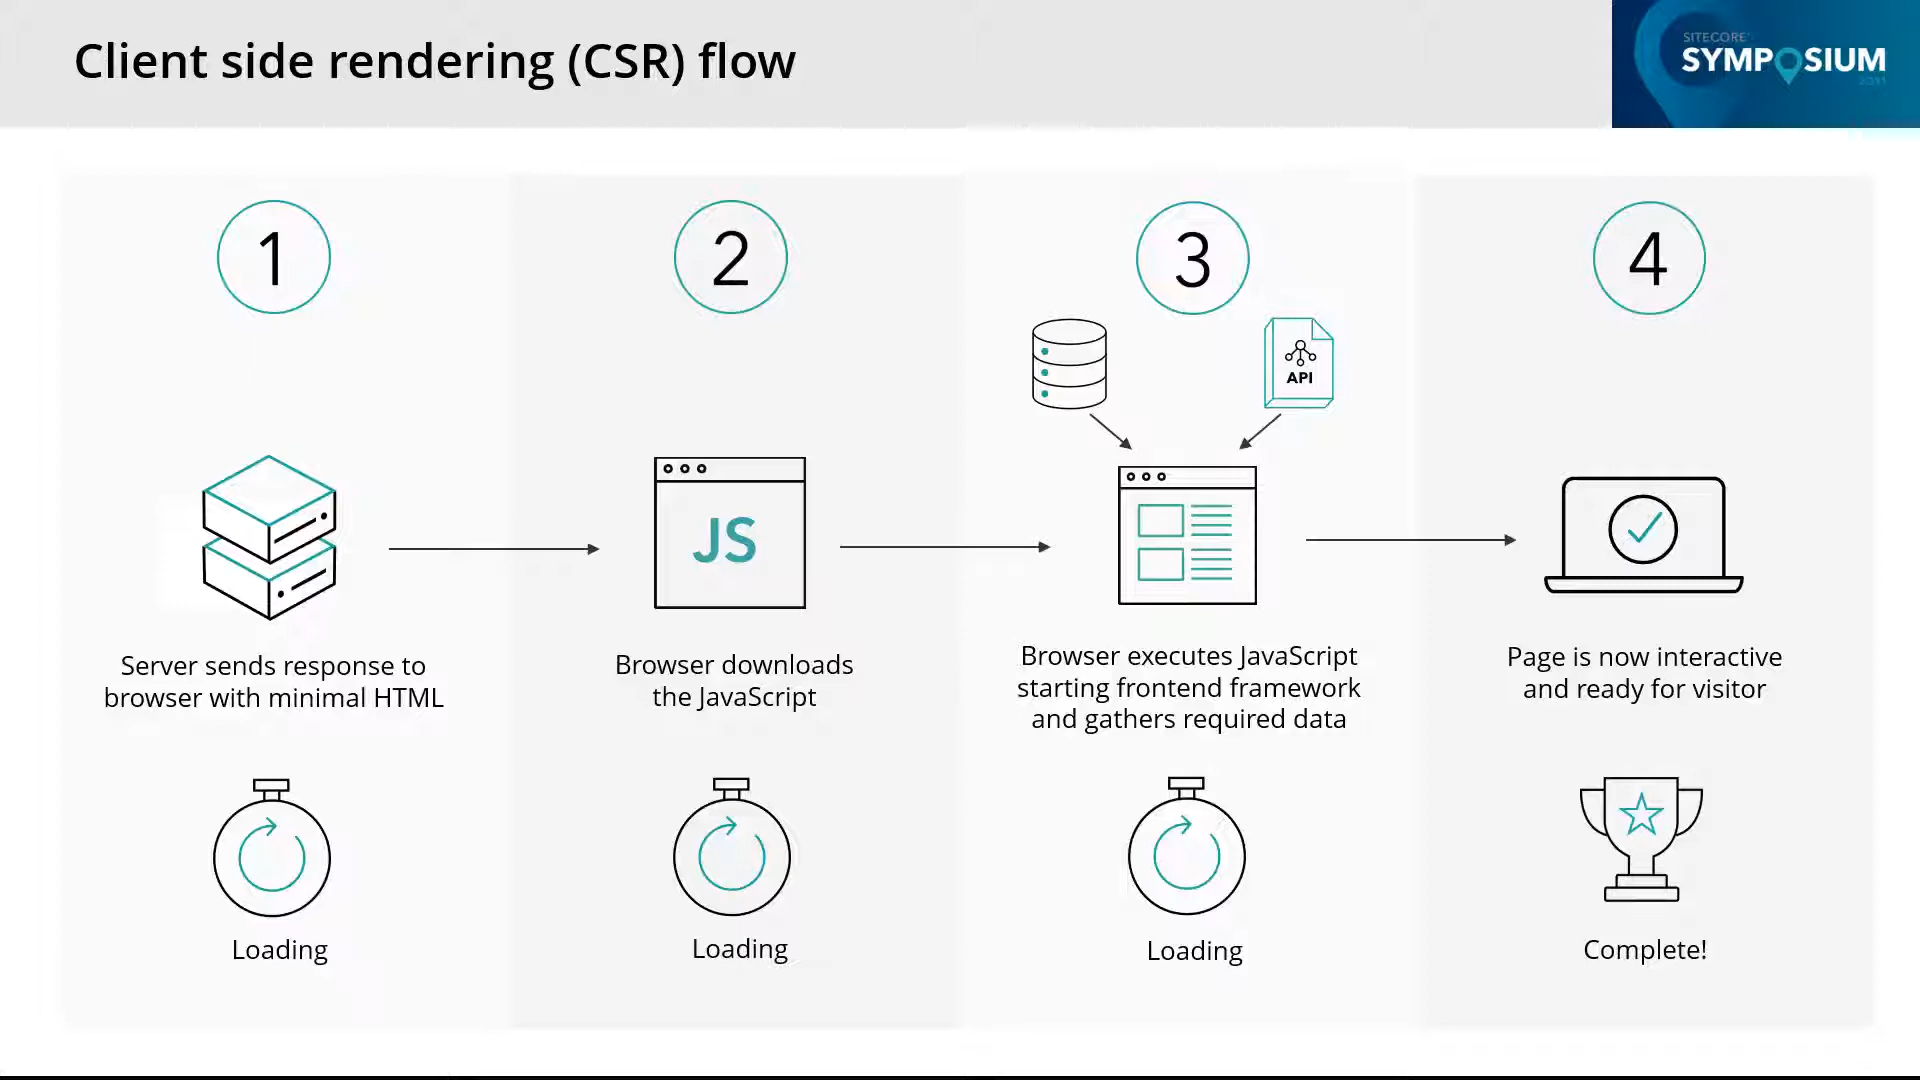 Client side rendering (CSR) flow
SITECORE
SYMPOSIUM
1
2
3
4
API
JS
Server sends response to
browser with minimal HTML
Browser downloads
the JavaScript
Browser executes JavaScript
starting frontend framework
and gathers required data
Page is now interactive
and ready for visitor
Loading
Loading
Loading
Complete!